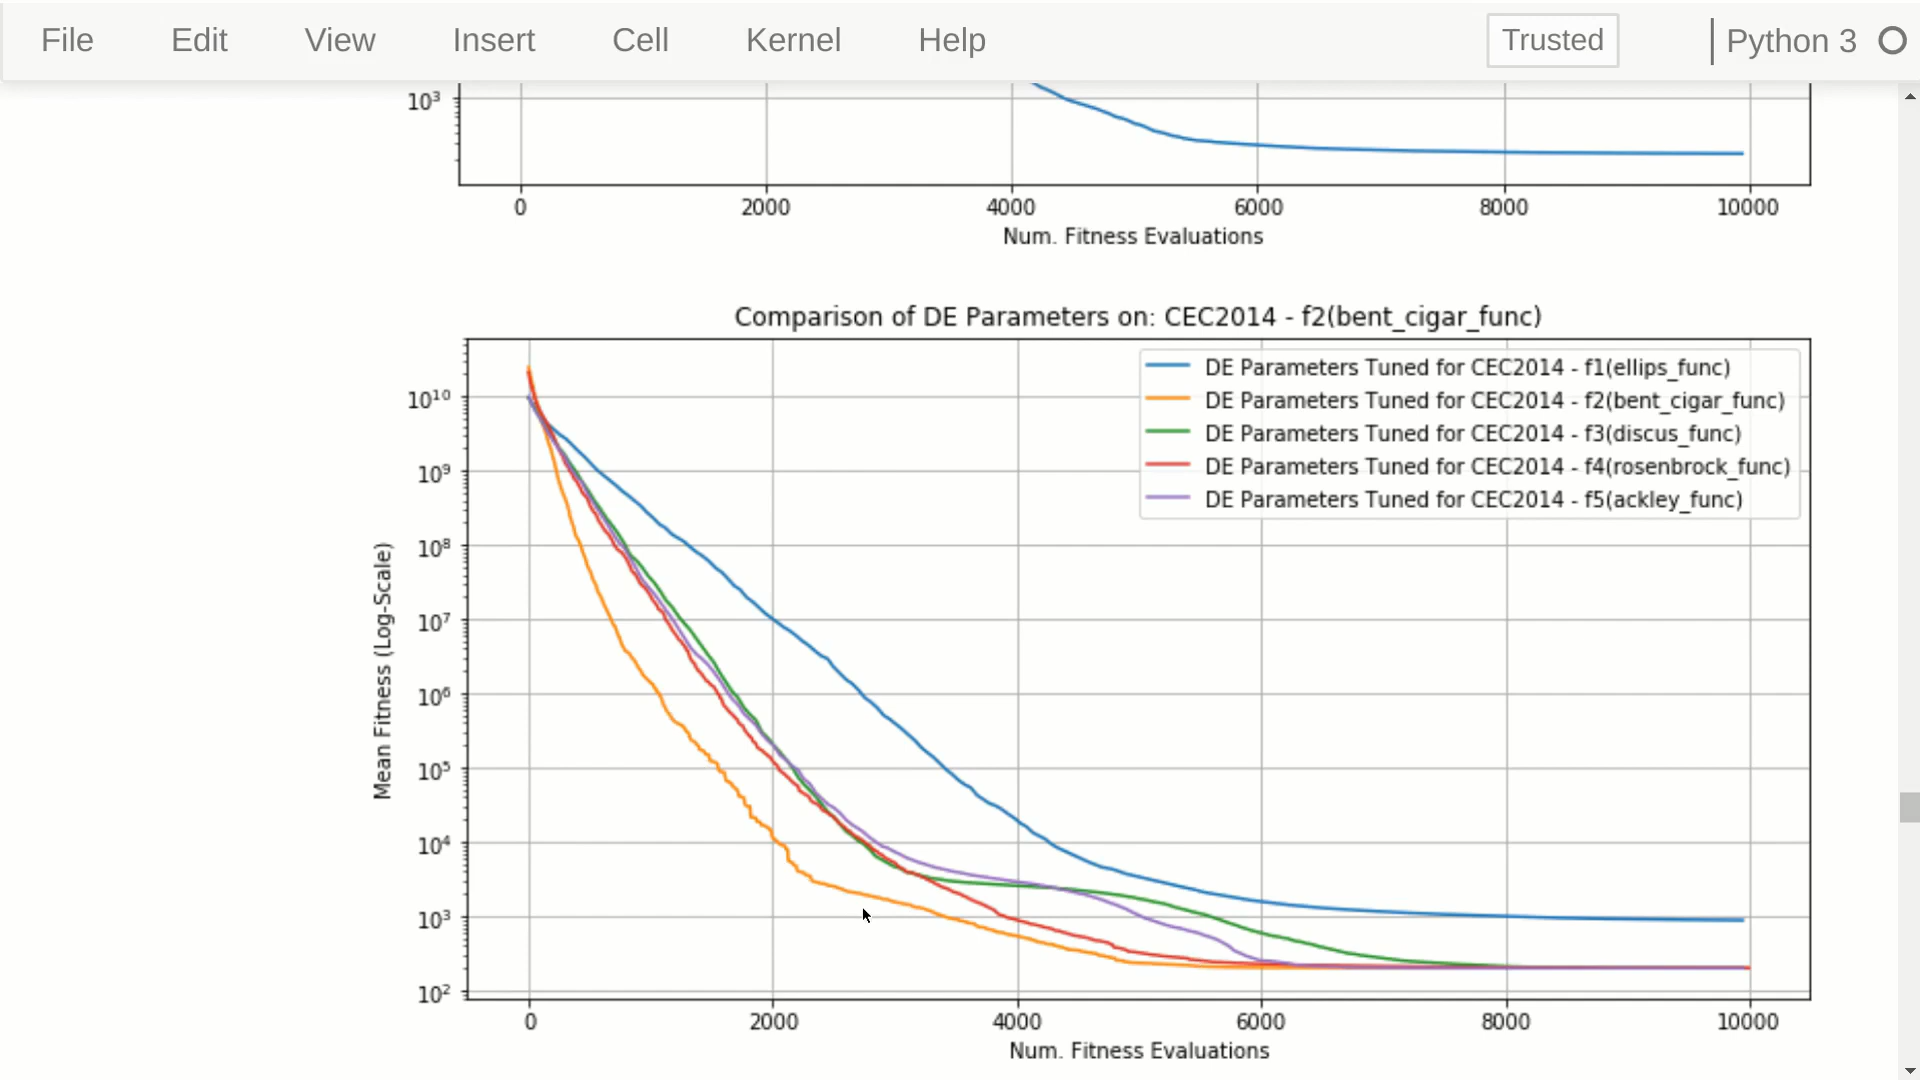 File Edit View Insert Cell Kernel Help Trusted Python 3
10³
0 2000 4000 6000 8000 10000
Num. Fitness Evaluations
Comparison of DE Parameters on: CEC2014 - f2(bent_cigar_func)
DE Parameters Tuned for CEC2014 - f1(ellips_func)
DE Parameters Tuned for CEC2014 - f2(bent_cigar_func)
DE Parameters Tuned for CEC2014 - f3(discus_func)
DE Parameters Tuned for CEC2014 - f4(rosenbrock_func)
DE Parameters Tuned for CEC2014 - f5(ackley_func)
Mean Fitness (Log-Scale)
10¹⁰
10⁹
10⁸
10⁷
10⁶
10⁵
10⁴
10³
10²
0 2000 4000 6000 8000 10000
Num. Fitness Evaluations